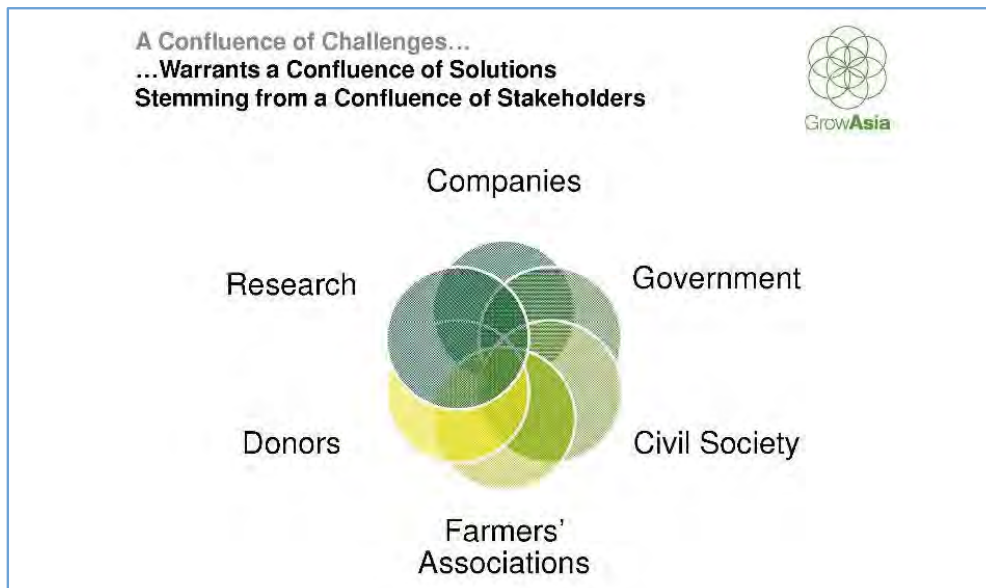 A Confluence of Challenges…
…Warrants a Confluence of Solutions
Stemming from a Confluence of Stakeholders
GrowAsia
Companies
Research
Government
Donors
Civil Society
Farmers’
Associations